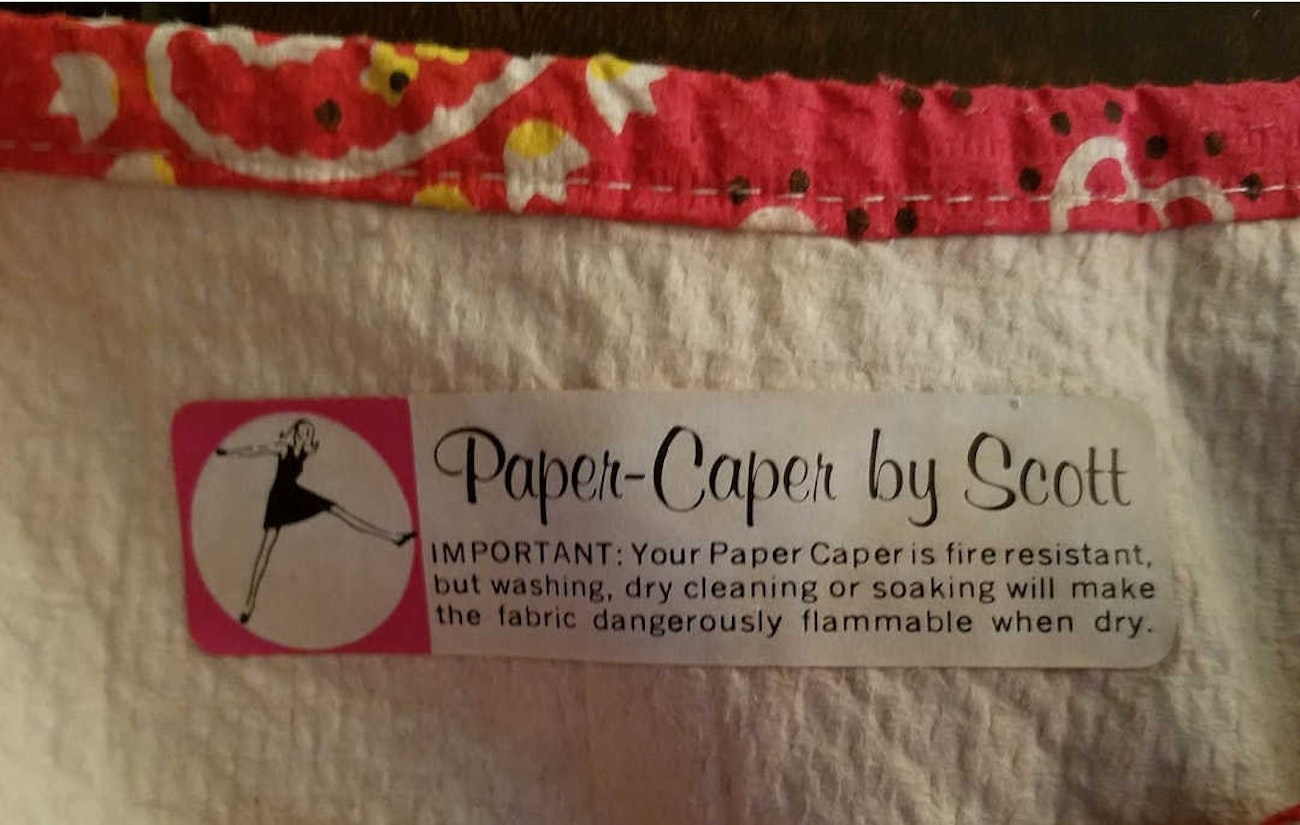 Paper-Caper by Scott
IMPORTANT: Your Paper Caper is fire resistant,
but washing, dry cleaning or soaking will make
the fabric dangerously flammable when dry.